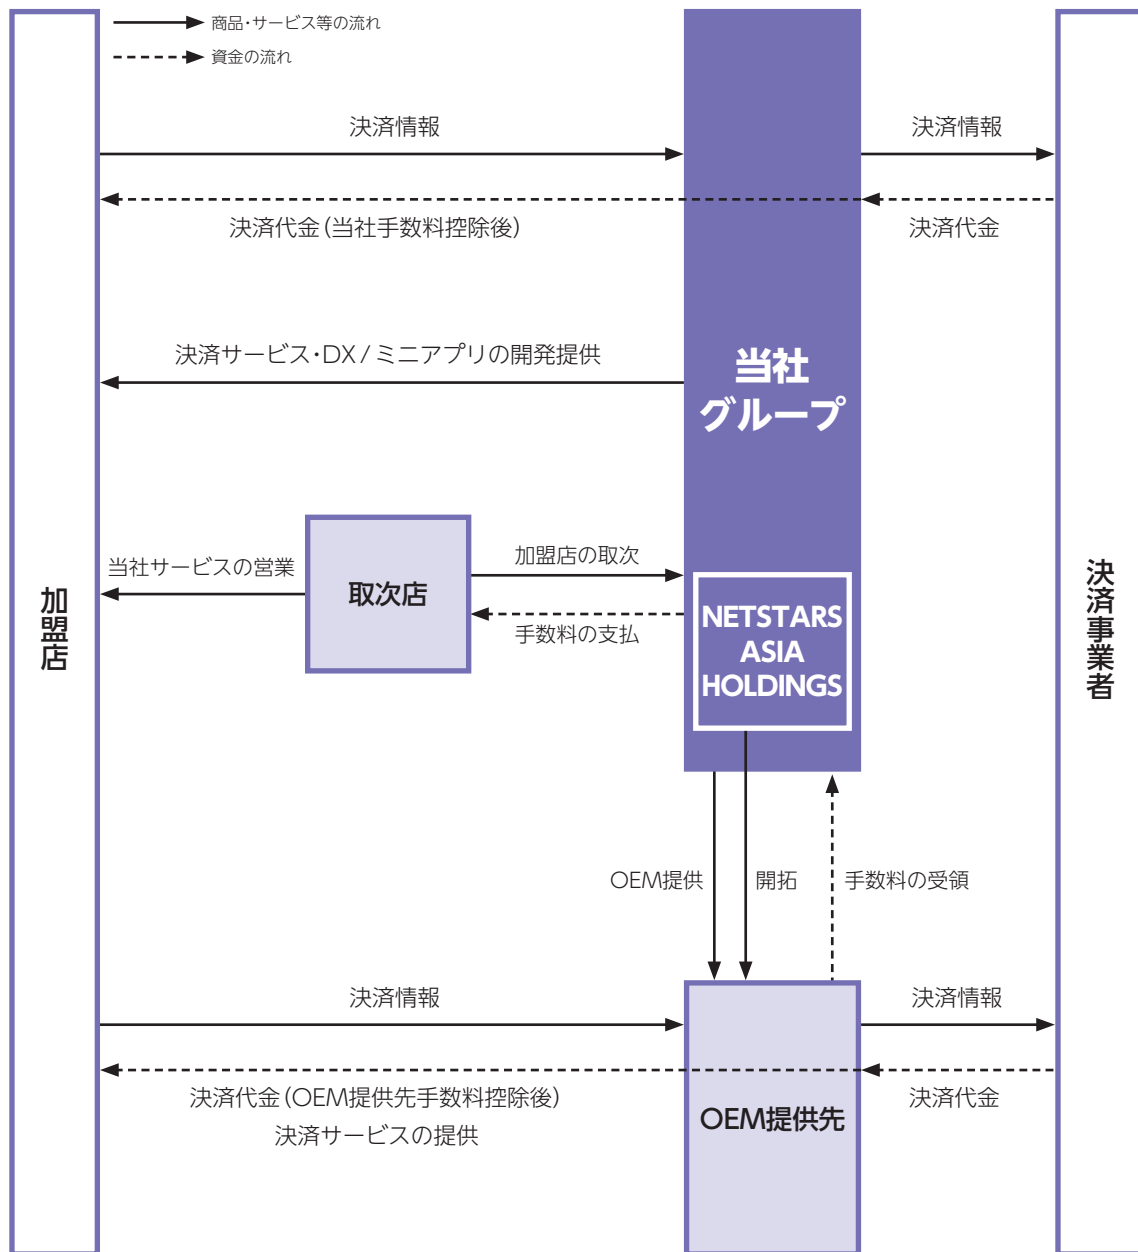 商品・サービス等の流れ
資金の流れ
決済情報
決済情報
決済代金(当社手数料控除後)
決済代金
決済サービス・DX / ミニアプリの開発提供
当社
グループ
当社サービスの営業
取次店
加盟店の取次
手数料の支払
NETSTARS
ASIA
HOLDINGS
加盟店
決済事業者
OEM提供
開拓
手数料の受領
決済情報
決済情報
決済代金(OEM提供先手数料控除後)
決済代金
決済サービスの提供
OEM提供先